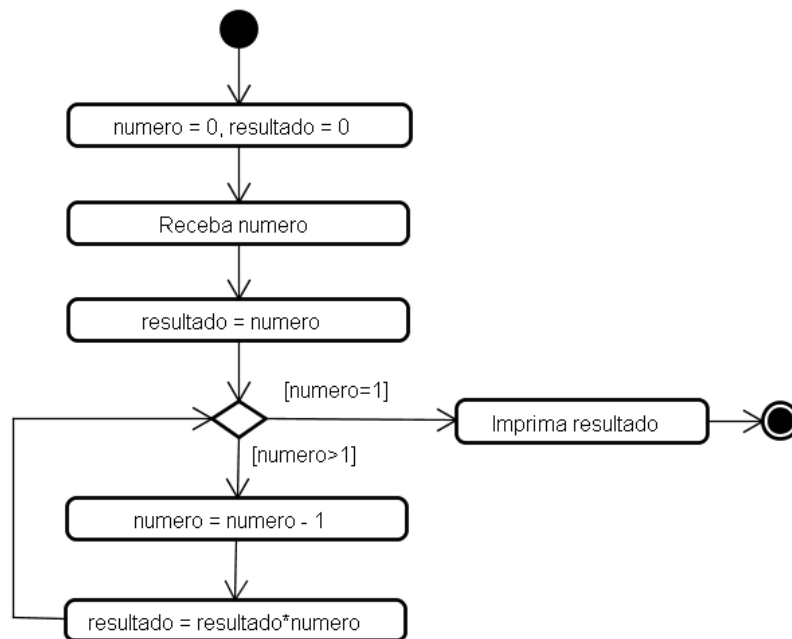 numero = 0, resultado = 0
Receba numero
resultado = numero
[numero=1]
Imprima resultado
[numero>1]
numero = numero - 1
resultado = resultado*numero